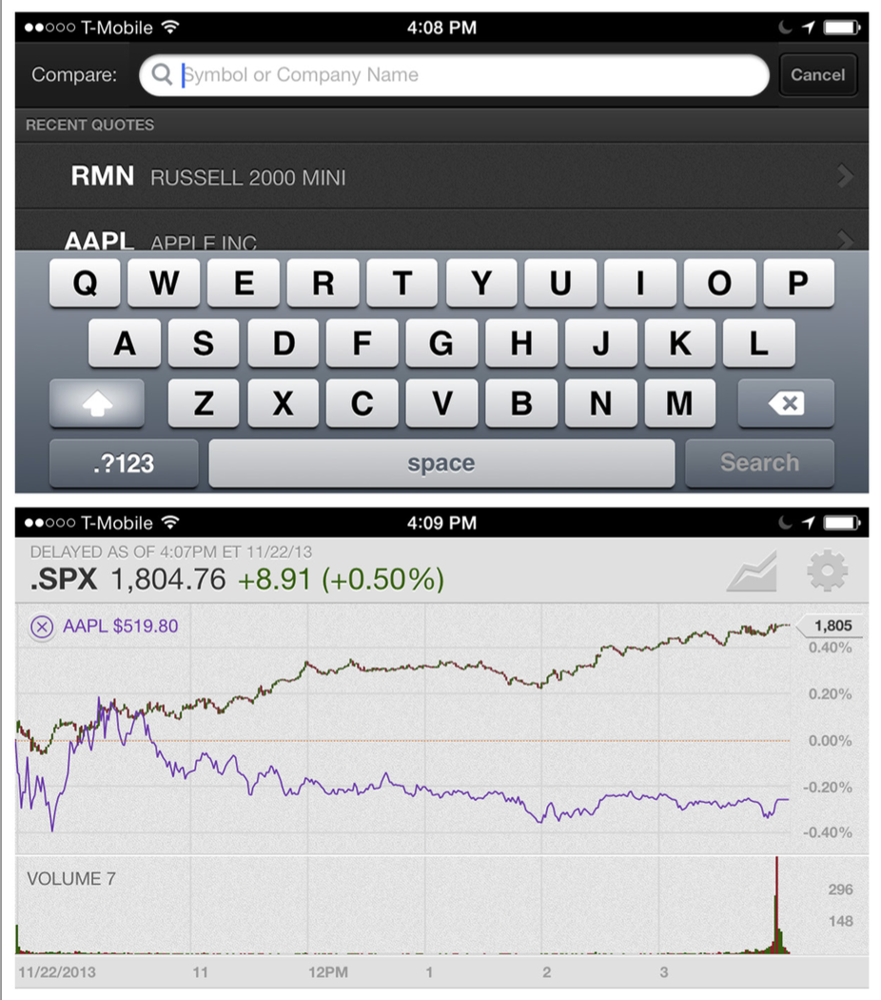 T-Mobile 4:08 PM
Compare: Symbol or Company Name Cancel
RECENT QUOTES
RMN RUSSELL 2000 MINI
AAPL APPLE INC
Q W E R T Y U I O P
A S D F G H J K L
Z X C V B N M
.?123 space Search
T-Mobile 4:09 PM
DELAYED AS OF 4:07PM ET 11/22/13
.SPX 1,804.76 +8.91 (+0.50%)
AAPL $519.80 1,805
0.40%
0.20%
0.00%
-0.20%
-0.40%
VOLUME 7
296
148
11/22/2013 11 12PM 1 2 3